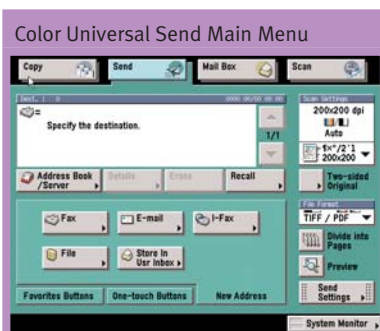 Color Universal Send Main Menu
Copy Send Mail Box Scan
Dest. : 0
Scan Settings
Specify the destination.
200x200 dpi
Auto
1/1
200x200
Address Book
/Server
Details Erase Recall
Two-sided
Original
File Format
TIFF / PDF
Fax E-mail I-Fax
Divide into
Pages
File Store In
Usr Inbox
Preview
Favorites Buttons One-touch Buttons New Address
Send
Settings
System Monitor